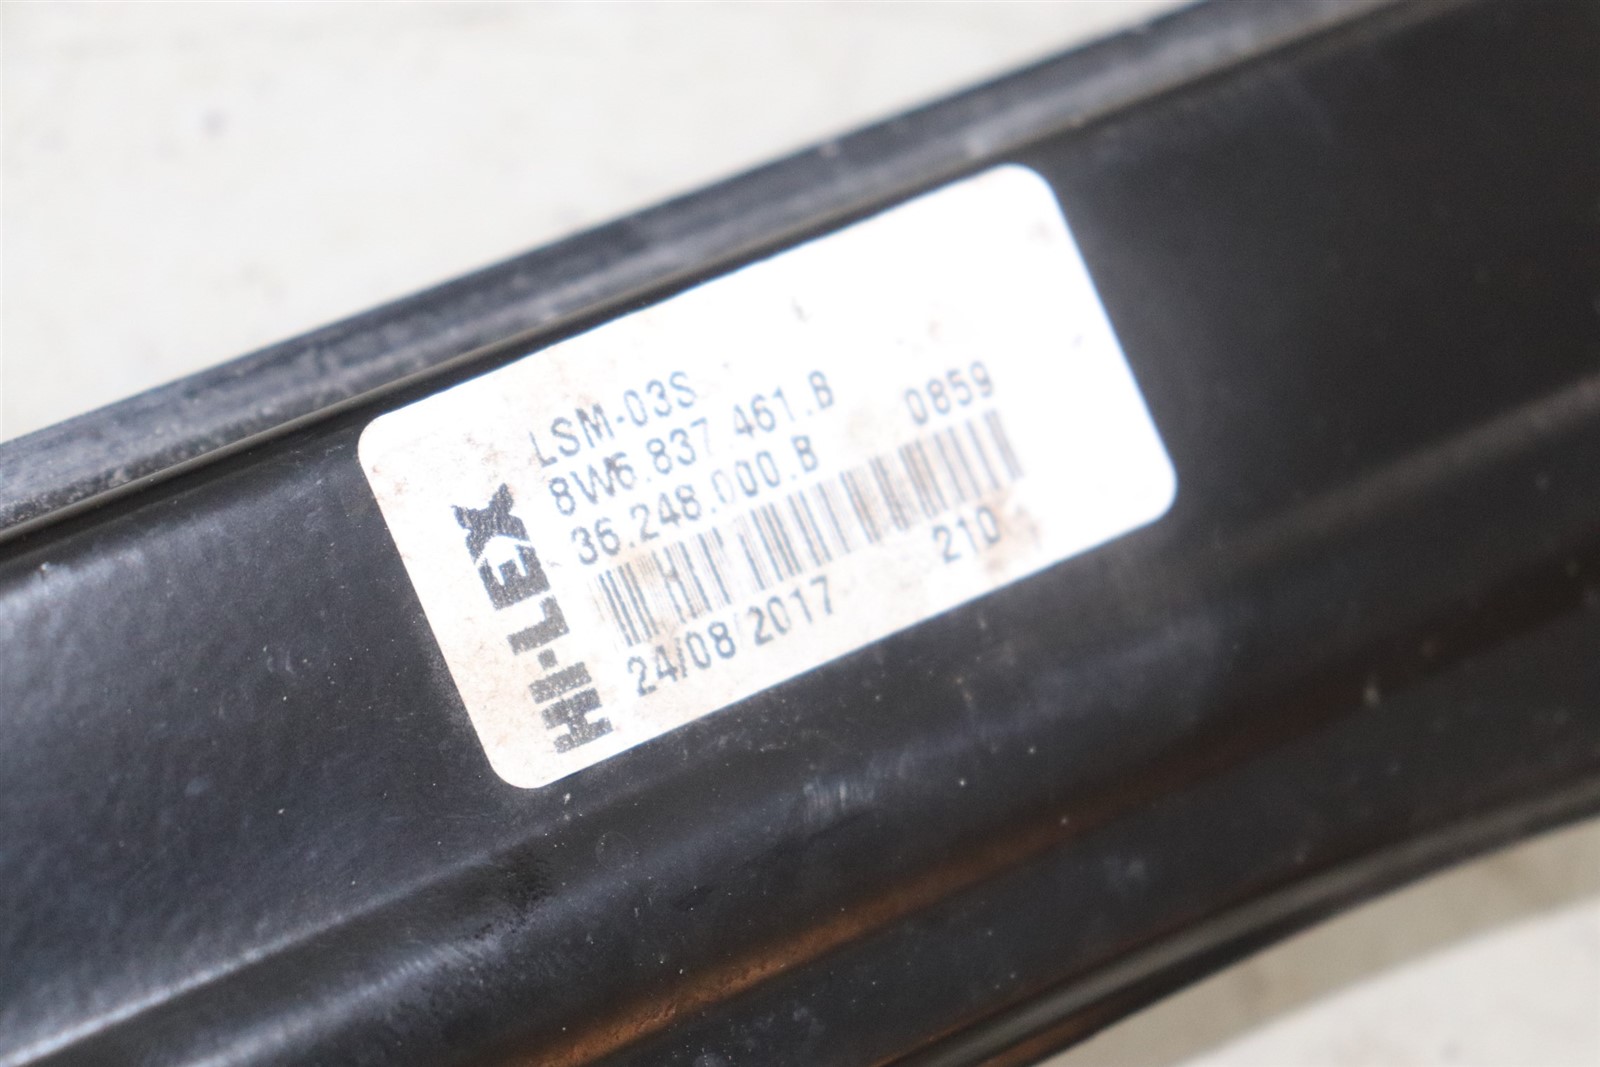 HI-LEX
LSM-03S
8W6.837.461.B
36.248.000.B 0859
24/08/2017 210